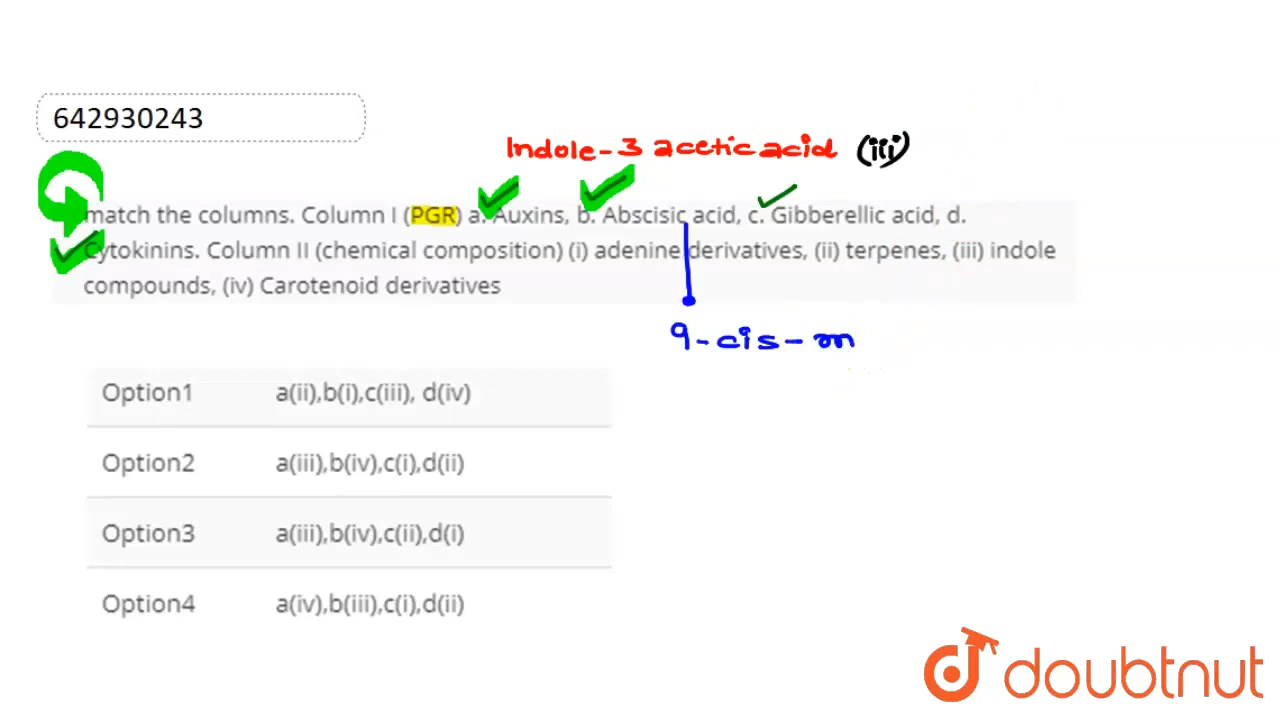 642930243
Indole-3 acetic acid (iii)
match the columns. Column I (PGR) a. Auxins, b. Abscisic acid, c. Gibberellic acid, d.
Cytokinins. Column II (chemical composition) (i) adenine derivatives, (ii) terpenes, (iii) indole
compounds, (iv) Carotenoid derivatives
9-cis-
Option1 a(ii),b(i),c(iii), d(iv)
Option2 a(iii),b(iv),c(i),d(ii)
Option3 a(iii),b(iv),c(ii),d(i)
Option4 a(iv),b(iii),c(i),d(ii)
doubtnut